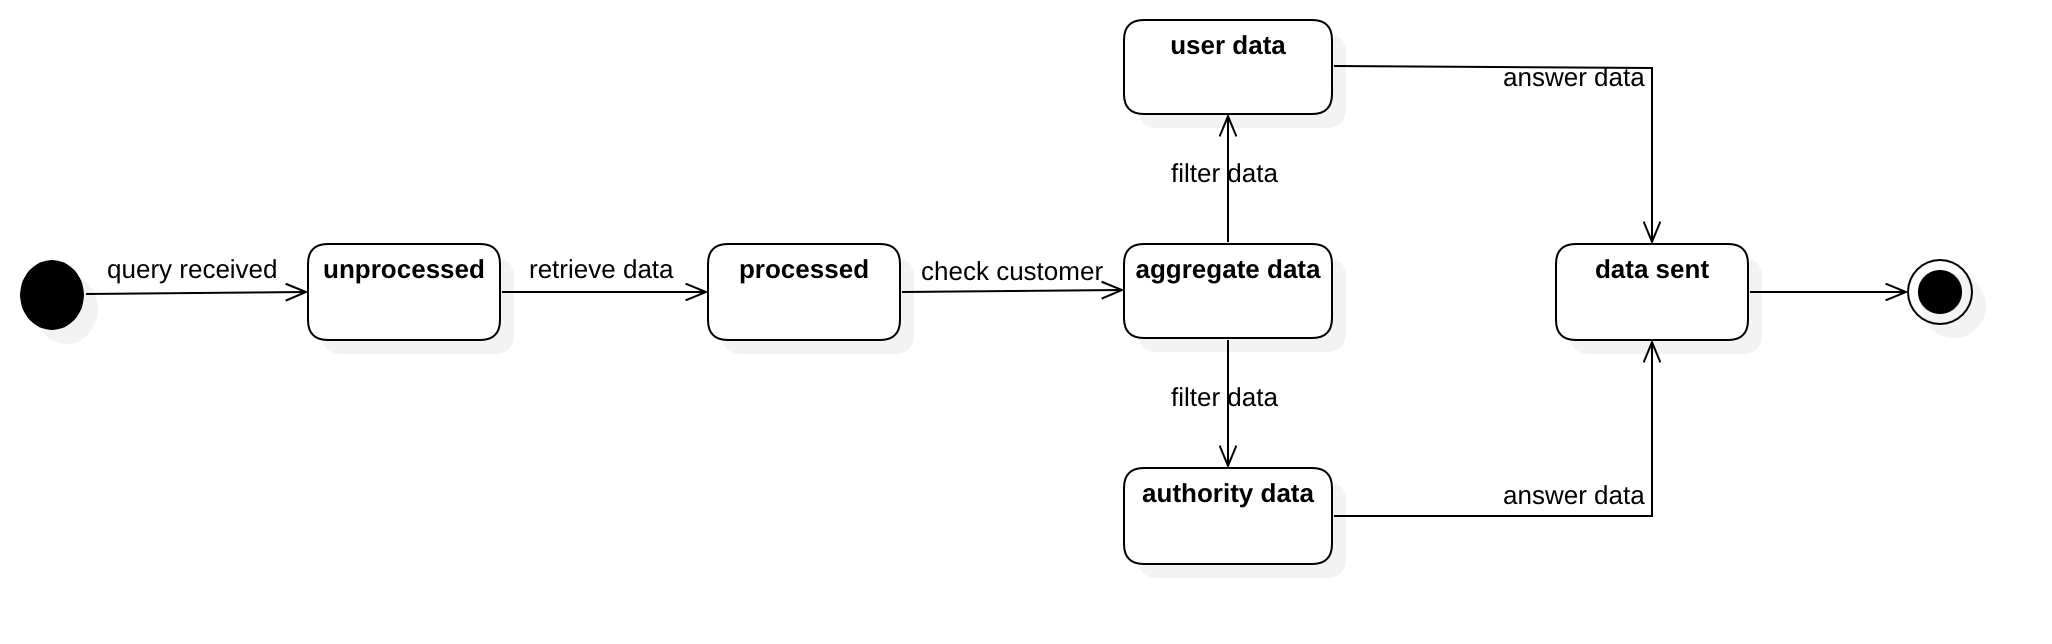 user data
answer data
filter data
query received
unprocessed
retrieve data
processed
check customer
aggregate data
data sent
filter data
authority data
answer data